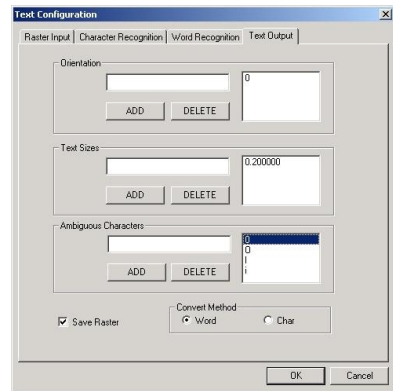 Text Configuration
Raster Input Character Recognition Word Recognition Text Output
Orientation
0
ADD DELETE
Text Sizes
0.200000
ADD DELETE
Ambiguous Characters
0
O
l
i
ADD DELETE
Save Raster
Convert Method
Word Char
OK Cancel